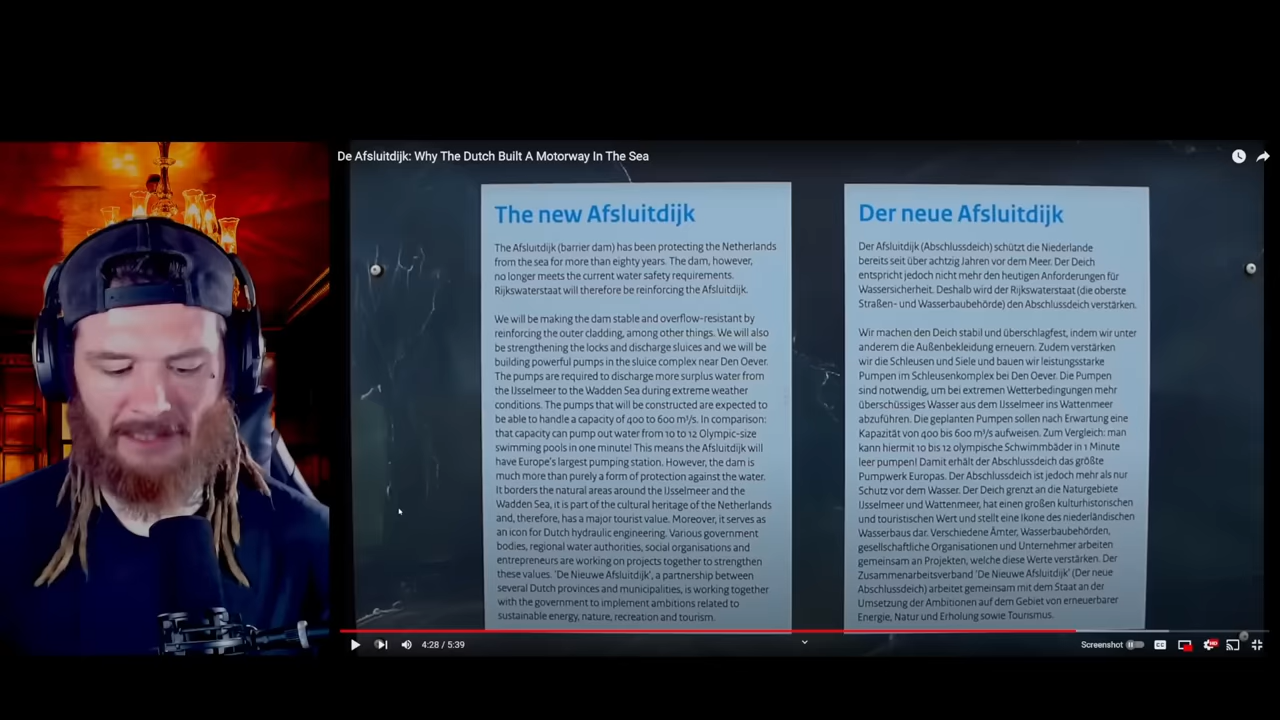 De Afsluitdijk: Why The Dutch Built A Motorway In The Sea
The new Afsluitdijk
The Afsluitdijk (barrier dam) has been protecting the Netherlands
from the sea for more than eighty years. The dam, however,
no longer meets the current water safety requirements.
Rijkswaterstaat will therefore be reinforcing the Afsluitdijk.
We will be making the dam stable and overflow-resistant by
reinforcing the outer cladding, among other things. We will also
be strengthening the locks and discharge sluices and we will be
building powerful pumps in the sluice complex near Den Oever.
The pumps are required to discharge more surplus water from
the IJsselmeer to the Wadden Sea during extreme weather
conditions. The pumps that will be constructed are expected to
be able to handle a capacity of 400 to 600 m³/s. In comparison:
that capacity can pump out water from 10 to 12 Olympic-size
swimming pools in one minute! This means the Afsluitdijk will
have Europe's largest pumping station. However, the dam is
much more than purely a form of protection against the water.
It borders the natural areas around the IJsselmeer and the
Wadden Sea, it is part of the cultural heritage of the Netherlands
and, therefore, has a major tourist value. Moreover, it serves as
an icon for Dutch hydraulic engineering. Various government
bodies, regional water authorities, social organisations and
entrepreneurs are working on projects together to strengthen
these values. 'De Nieuwe Afsluitdijk', a partnership between
several Dutch provinces and municipalities, is working together
with the government to implement ambitions related to
sustainable energy, nature, recreation and tourism.
Der neue Afsluitdijk
Der Afsluitdijk (Abschlussdeich) schützt die Niederlande
bereits seit über achtzig Jahren vor dem Meer. Der Deich
entspricht jedoch nicht mehr den heutigen Anforderungen für
Wassersicherheit. Deshalb wird der Rijkswaterstaat (die oberste
Straßen- und Wasserbaubehörde) den Abschlussdeich verstärken.
Wir machen den Deich stabil und überschlagfest, indem wir unter
anderem die Außenbekleidung erneuern. Zudem verstärken
wir die Schleusen und Siele und bauen wir leistungsstarke
Pumpen im Schleusenkomplex bei Den Oever. Die Pumpen
sind notwendig, um bei extremen Wetterbedingungen mehr
überschüssiges Wasser aus dem IJsselmeer ins Wattenmeer
abzuführen. Die geplanten Pumpen sollen nach Erwartung eine
Kapazität von 400 bis 600 m³/s aufweisen. Zum Vergleich: man
kann hiermit 10 bis 12 olympische Schwimmbäder in 1 Minute
leer pumpen! Damit erhält der Abschlussdeich das größte
Pumpwerk Europas. Der Abschlussdeich ist jedoch mehr als nur
Schutz vor dem Wasser. Der Deich grenzt an die Naturgebiete
IJsselmeer und Wattenmeer, hat einen großen kulturhistorischen
und touristischen Wert und stellt eine Ikone des niederländischen
Wasserbaus dar. Verschiedene Ämter, Wasserbaubehörden,
gesellschaftliche Organisationen und Unternehmer arbeiten
gemeinsam an Projekten, welche diese Werte verstärken. Der
Zusammenarbeitsverband 'De Nieuwe Afsluitdijk' (Der neue
Abschlussdeich) arbeitet gemeinsam mit dem Staat an der
Umsetzung der Ambitionen auf dem Gebiet von erneuerbarer
Energie, Natur und Erholung sowie Tourismus.
4:28 / 5:39
Screenshot
CC
HD